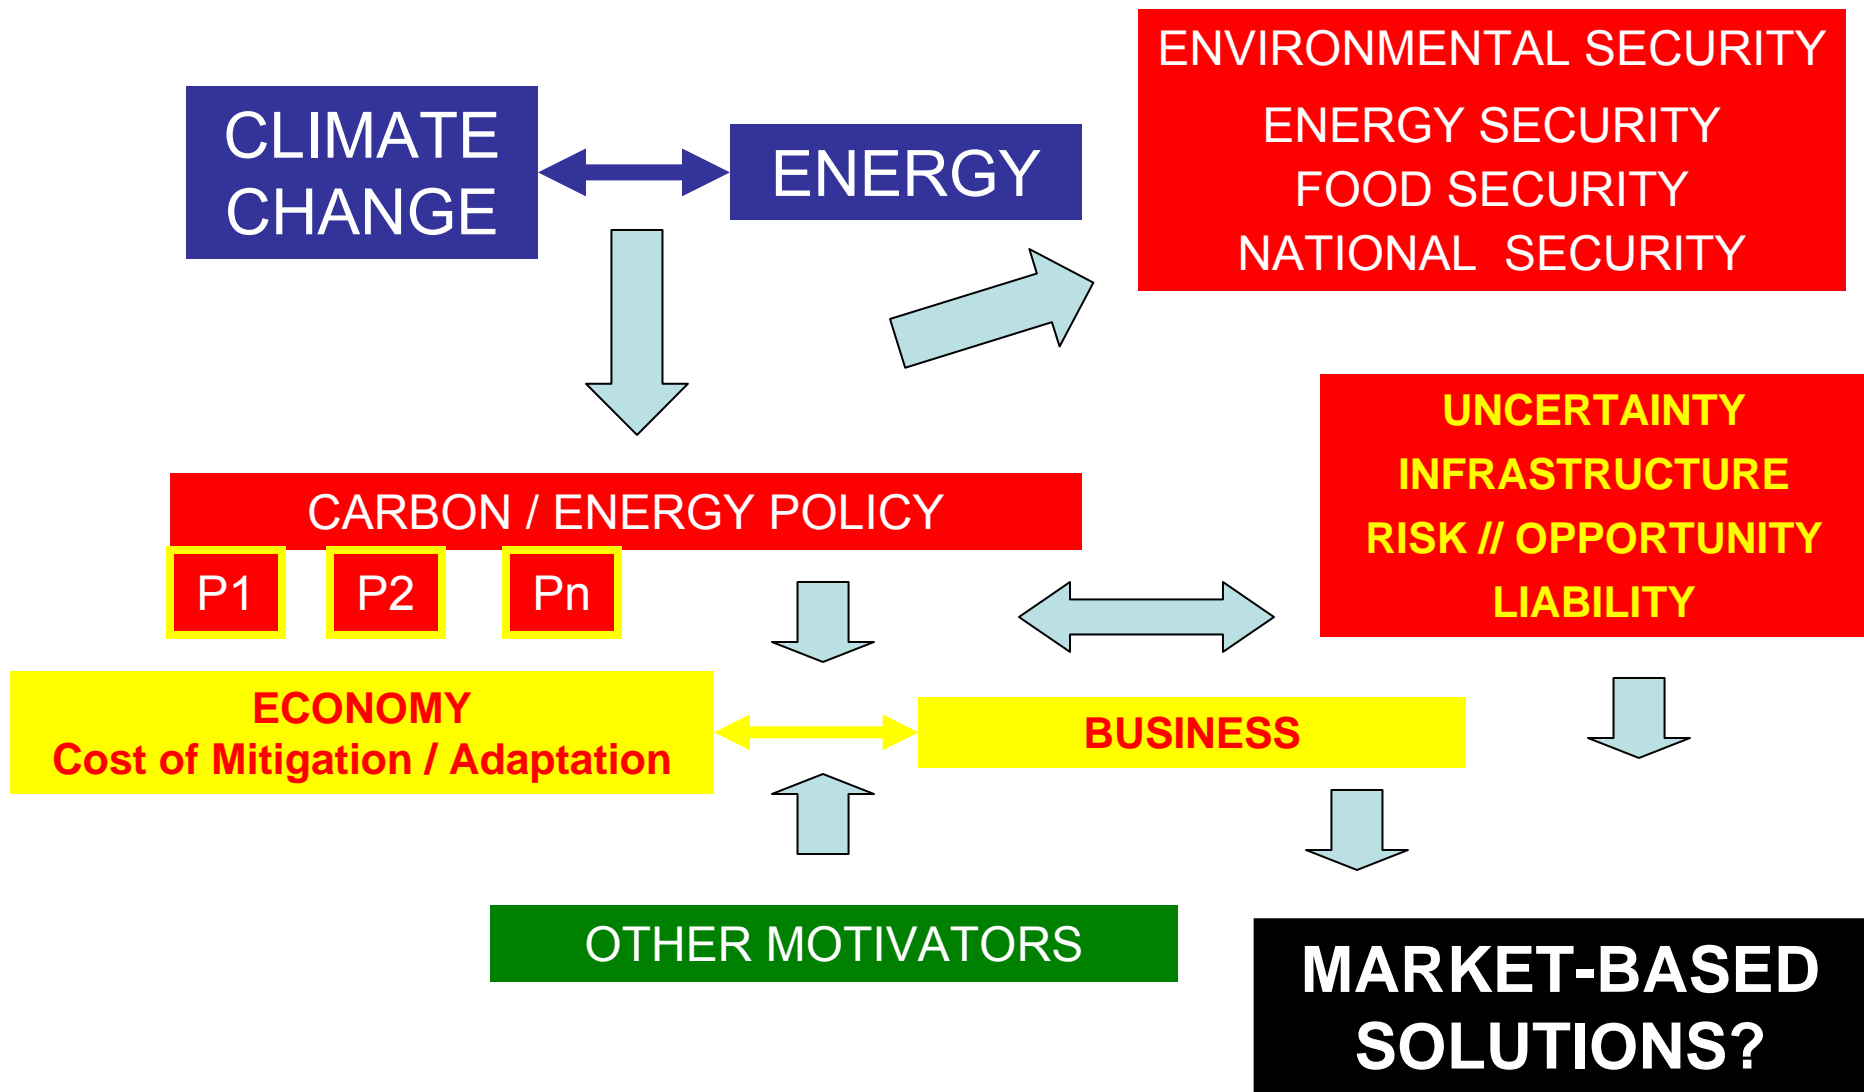 CLIMATE
CHANGE
ENERGY
ENVIRONMENTAL SECURITY
ENERGY SECURITY
FOOD SECURITY
NATIONAL SECURITY
UNCERTAINTY
INFRASTRUCTURE
RISK // OPPORTUNITY
LIABILITY
CARBON / ENERGY POLICY
P1 P2 Pn
ECONOMY
Cost of Mitigation / Adaptation
BUSINESS
OTHER MOTIVATORS
MARKET-BASED
SOLUTIONS?